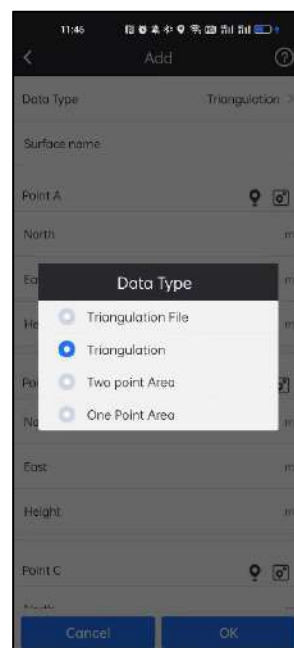 11:46
Add
Data Type Triangulation
Surface name
Point A
North m
Data Type
Triangulation File
Triangulation
Two point Area
One Point Area
East m
Height m
Point C
Cancel OK